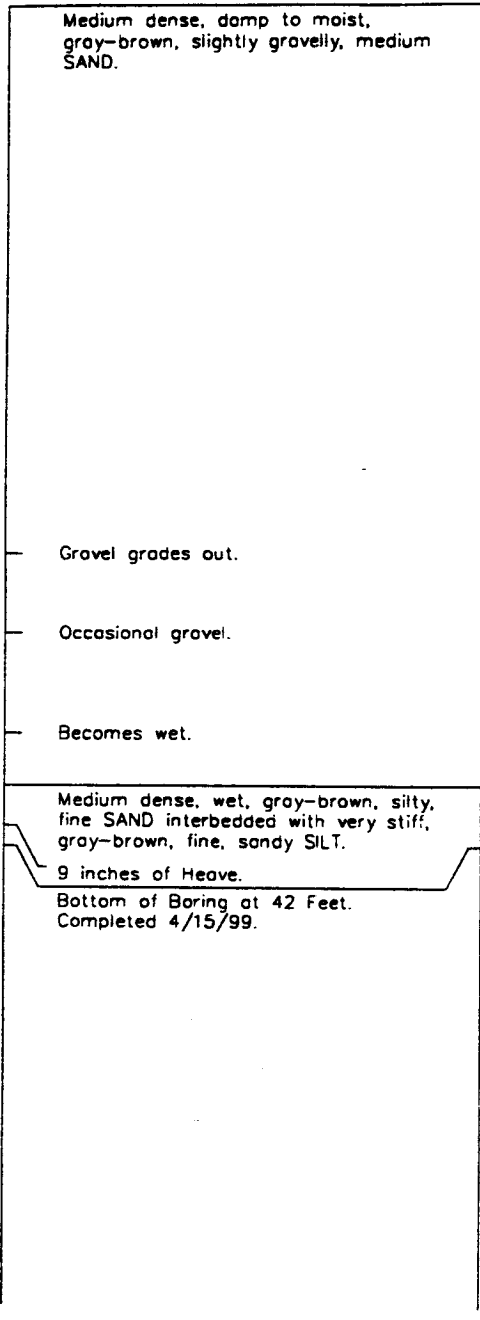 Medium dense, damp to moist,
gray-brown, slightly gravelly, medium
SAND.
Gravel grades out.
Occasional gravel.
Becomes wet.
Medium dense, wet, gray-brown, silty,
fine SAND interbedded with very stiff,
gray-brown, fine, sandy SILT.
9 inches of Heave.
Bottom of Boring at 42 Feet.
Completed 4/15/99.